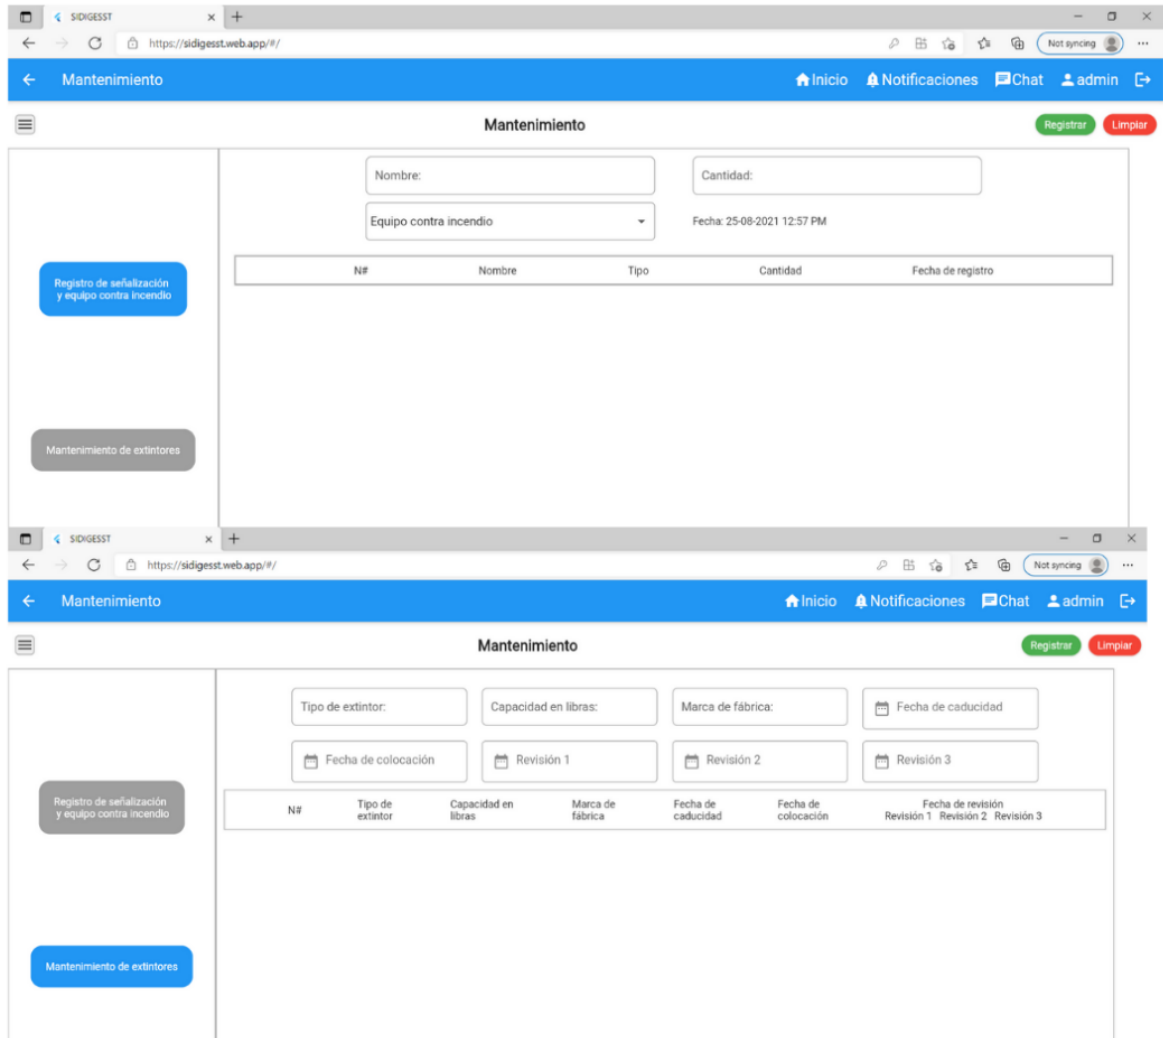 SIDIGESST
https://sidigesst.web.app/#/
Not syncing
Mantenimiento
Inicio
Notificaciones
Chat
admin
Mantenimiento
Registrar
Limpiar
Nombre:
Cantidad:
Equipo contra incendio
Fecha: 25-08-2021 12:57 PM
Registro de señalización
y equipo contra incendio
N# Nombre Tipo Cantidad Fecha de registro
Mantenimiento de extintores
SIDIGESST
https://sidigesst.web.app/#/
Not syncing
Mantenimiento
Inicio
Notificaciones
Chat
admin
Mantenimiento
Registrar
Limpiar
Tipo de extintor:
Capacidad en libras:
Marca de fábrica:
Fecha de caducidad
Fecha de colocación
Revisión 1
Revisión 2
Revisión 3
Registro de señalización
y equipo contra incendio
N#
Tipo de
extintor
Capacidad en
libras
Marca de
fábrica
Fecha de
caducidad
Fecha de
colocación
Fecha de revisión
Revisión 1 Revisión 2 Revisión 3
Mantenimiento de extintores